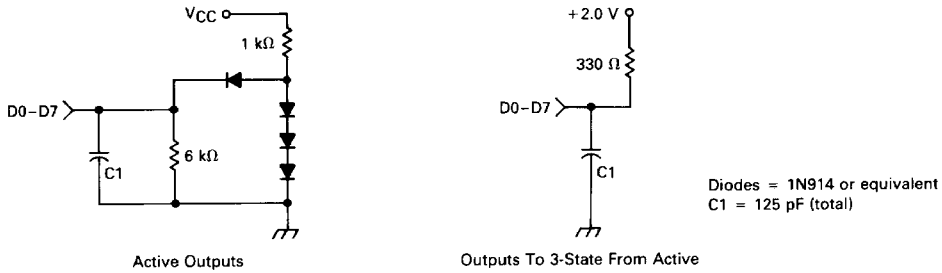 VCC
1 kΩ
D0–D7
6 kΩ
C1
Active Outputs
+2.0 V
330 Ω
D0–D7
C1
Outputs To 3-State From Active
Diodes = 1N914 or equivalent
C1 = 125 pF (total)